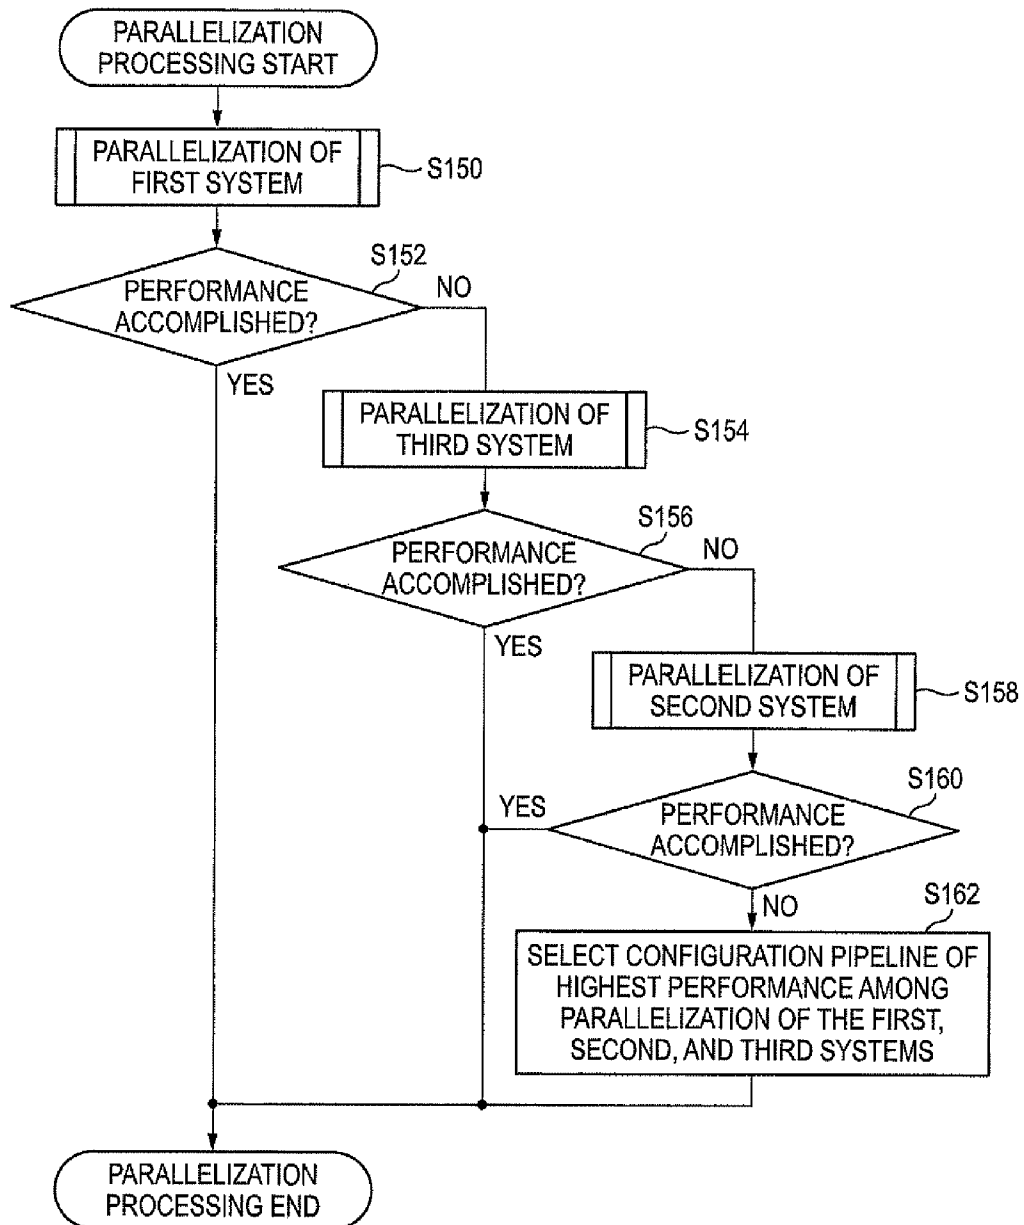 PARALLELIZATION
PROCESSING START
PARALLELIZATION OF
FIRST SYSTEM
S150
S152
PERFORMANCE
ACCOMPLISHED?
NO
YES
PARALLELIZATION OF
THIRD SYSTEM
S154
S156
PERFORMANCE
ACCOMPLISHED?
NO
YES
PARALLELIZATION OF
SECOND SYSTEM
S158
S160
YES
PERFORMANCE
ACCOMPLISHED?
NO
S162
SELECT CONFIGURATION PIPELINE OF
HIGHEST PERFORMANCE AMONG
PARALLELIZATION OF THE FIRST,
SECOND, AND THIRD SYSTEMS
PARALLELIZATION
PROCESSING END